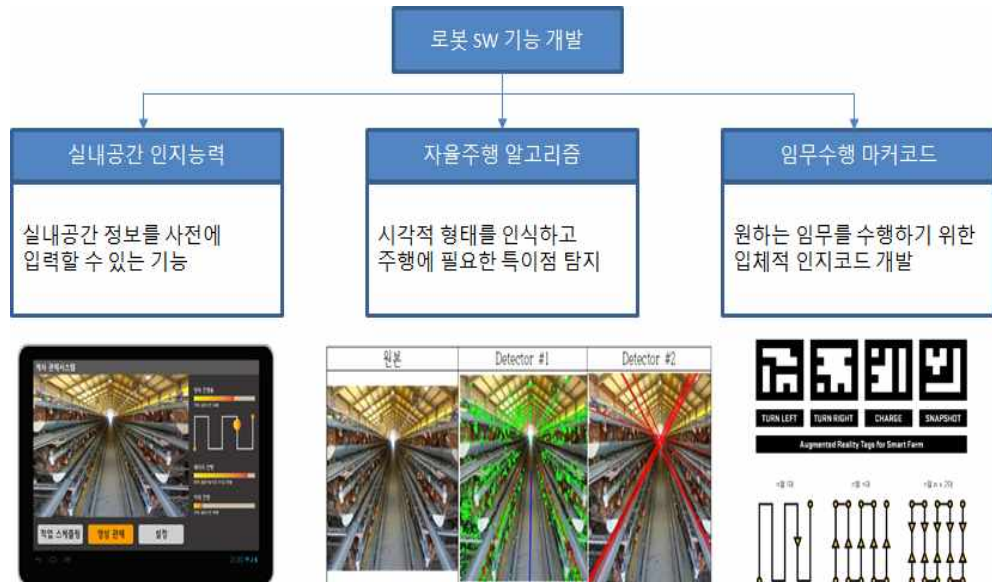 로봇 SW 기능 개발
실내공간 인지능력
자율주행 알고리즘
임무수행 마커코드
실내공간 정보를 사전에
입력할 수 있는 기능
시각적 형태를 인식하고
주행에 필요한 특이점 탐지
원하는 임무를 수행하기 위한
입체적 인지코드 개발
원본
Detector #1
Detector #2
영상 관제
설정
TURN LEFT
TURN RIGHT
CHARGE
SNAPSHOT
Augmented Reality Tags for Smart Farm